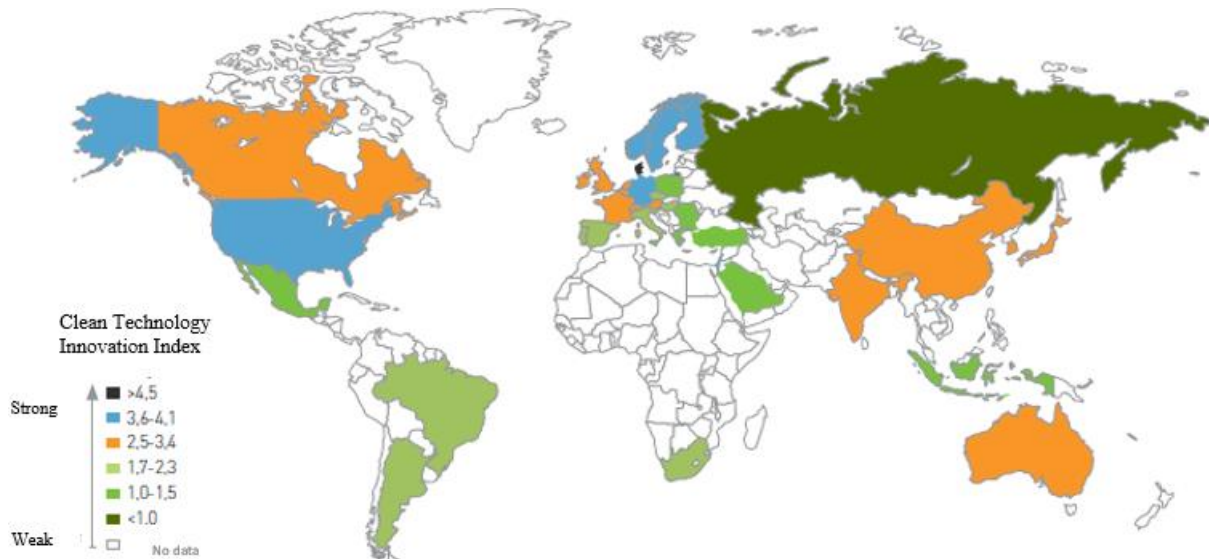 Clean Technology
Innovation Index
Strong
>4,5
3,6-4,1
2,5-3,4
1,7-2,3
1,0-1,5
<1.0
Weak
No data